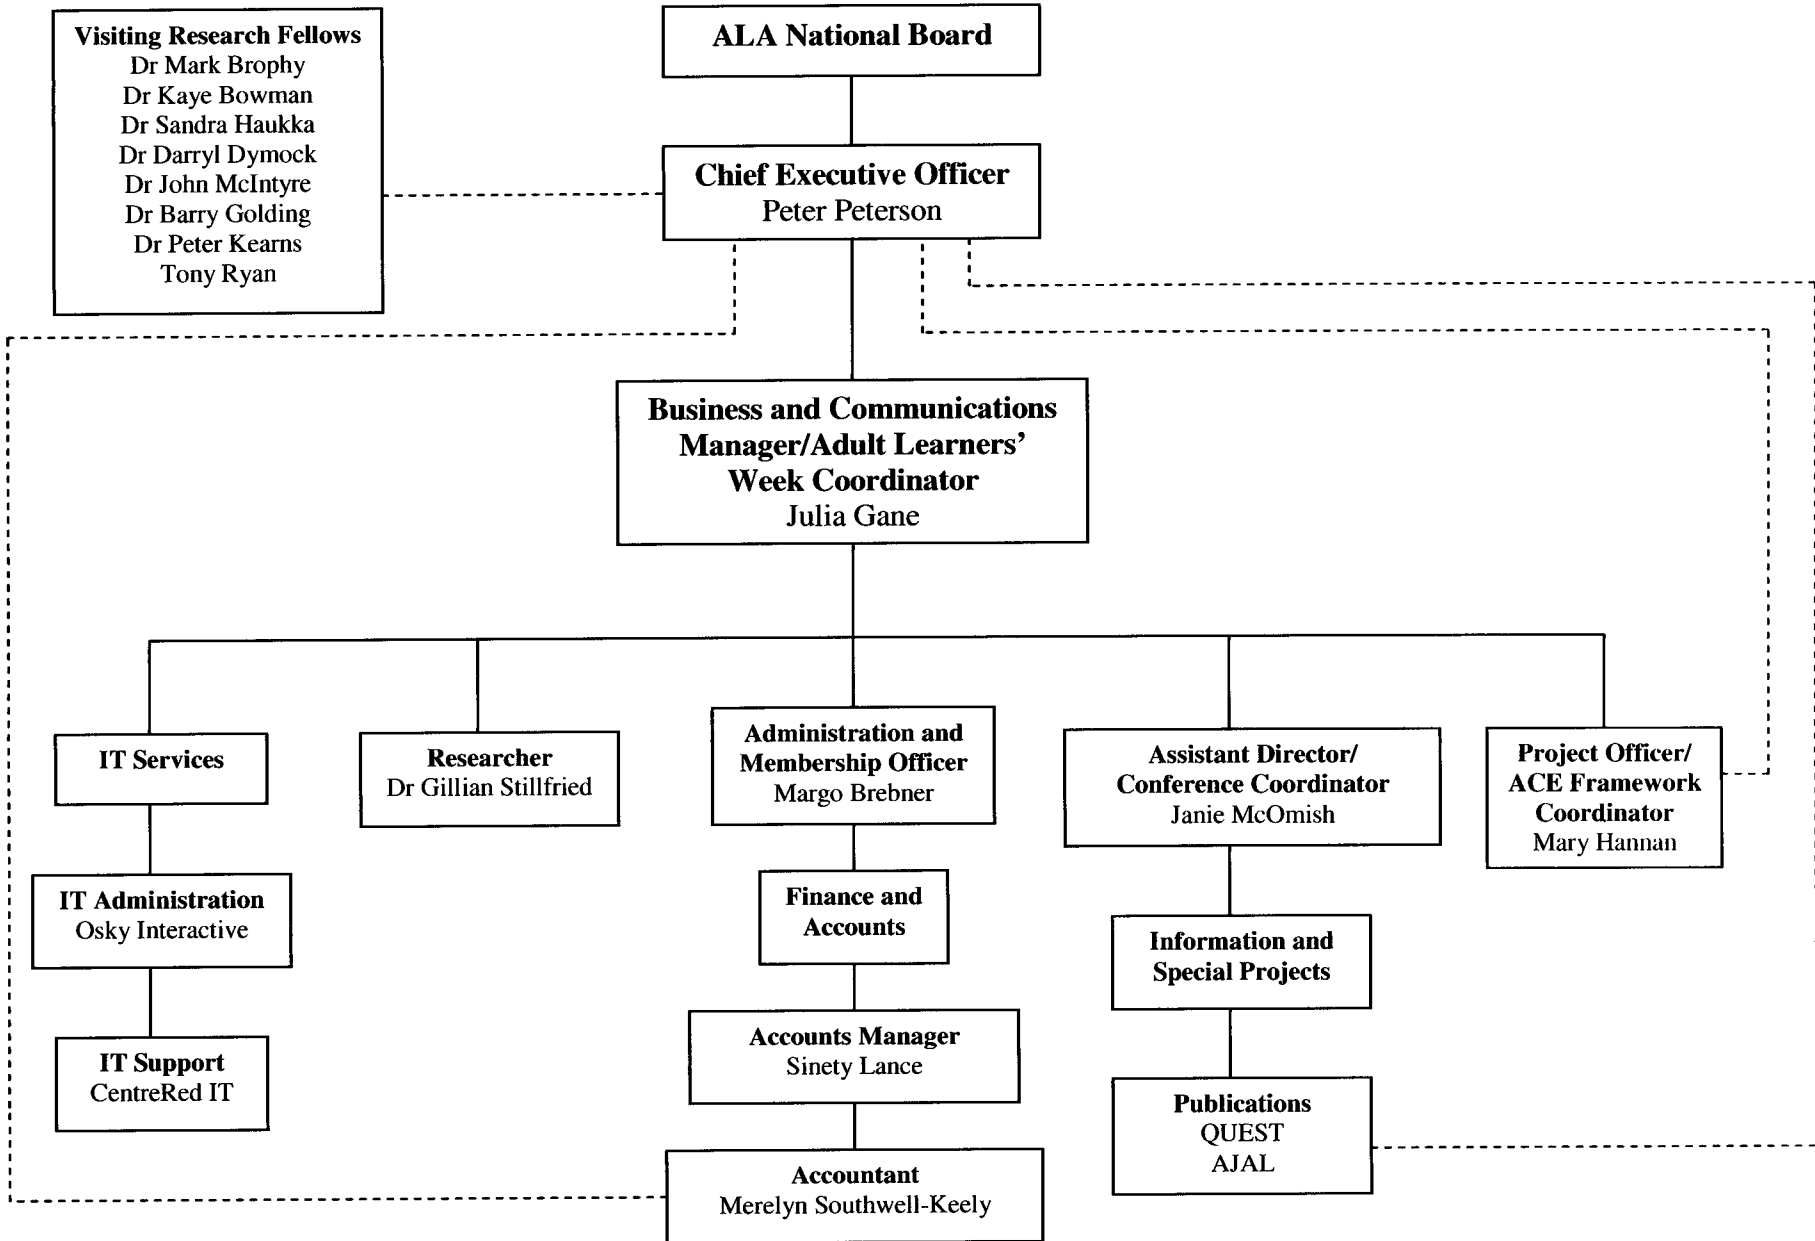 Visiting Research Fellows
Dr Mark Brophy
Dr Kaye Bowman
Dr Sandra Haukka
Dr Darryl Dymock
Dr John McIntyre
Dr Barry Golding
Dr Peter Kearns
Tony Ryan
ALA National Board
Chief Executive Officer
Peter Peterson
Business and Communications
Manager/Adult Learners’
Week Coordinator
Julia Gane
IT Services
IT Administration
Osky Interactive
IT Support
CentreRed IT
Researcher
Dr Gillian Stillfried
Administration and
Membership Officer
Margo Brebner
Finance and
Accounts
Accounts Manager
Sinety Lance
Accountant
Merelyn Southwell-Keely
Assistant Director/
Conference Coordinator
Janie McOmish
Information and
Special Projects
Publications
QUEST
AJAL
Project Officer/
ACE Framework
Coordinator
Mary Hannan